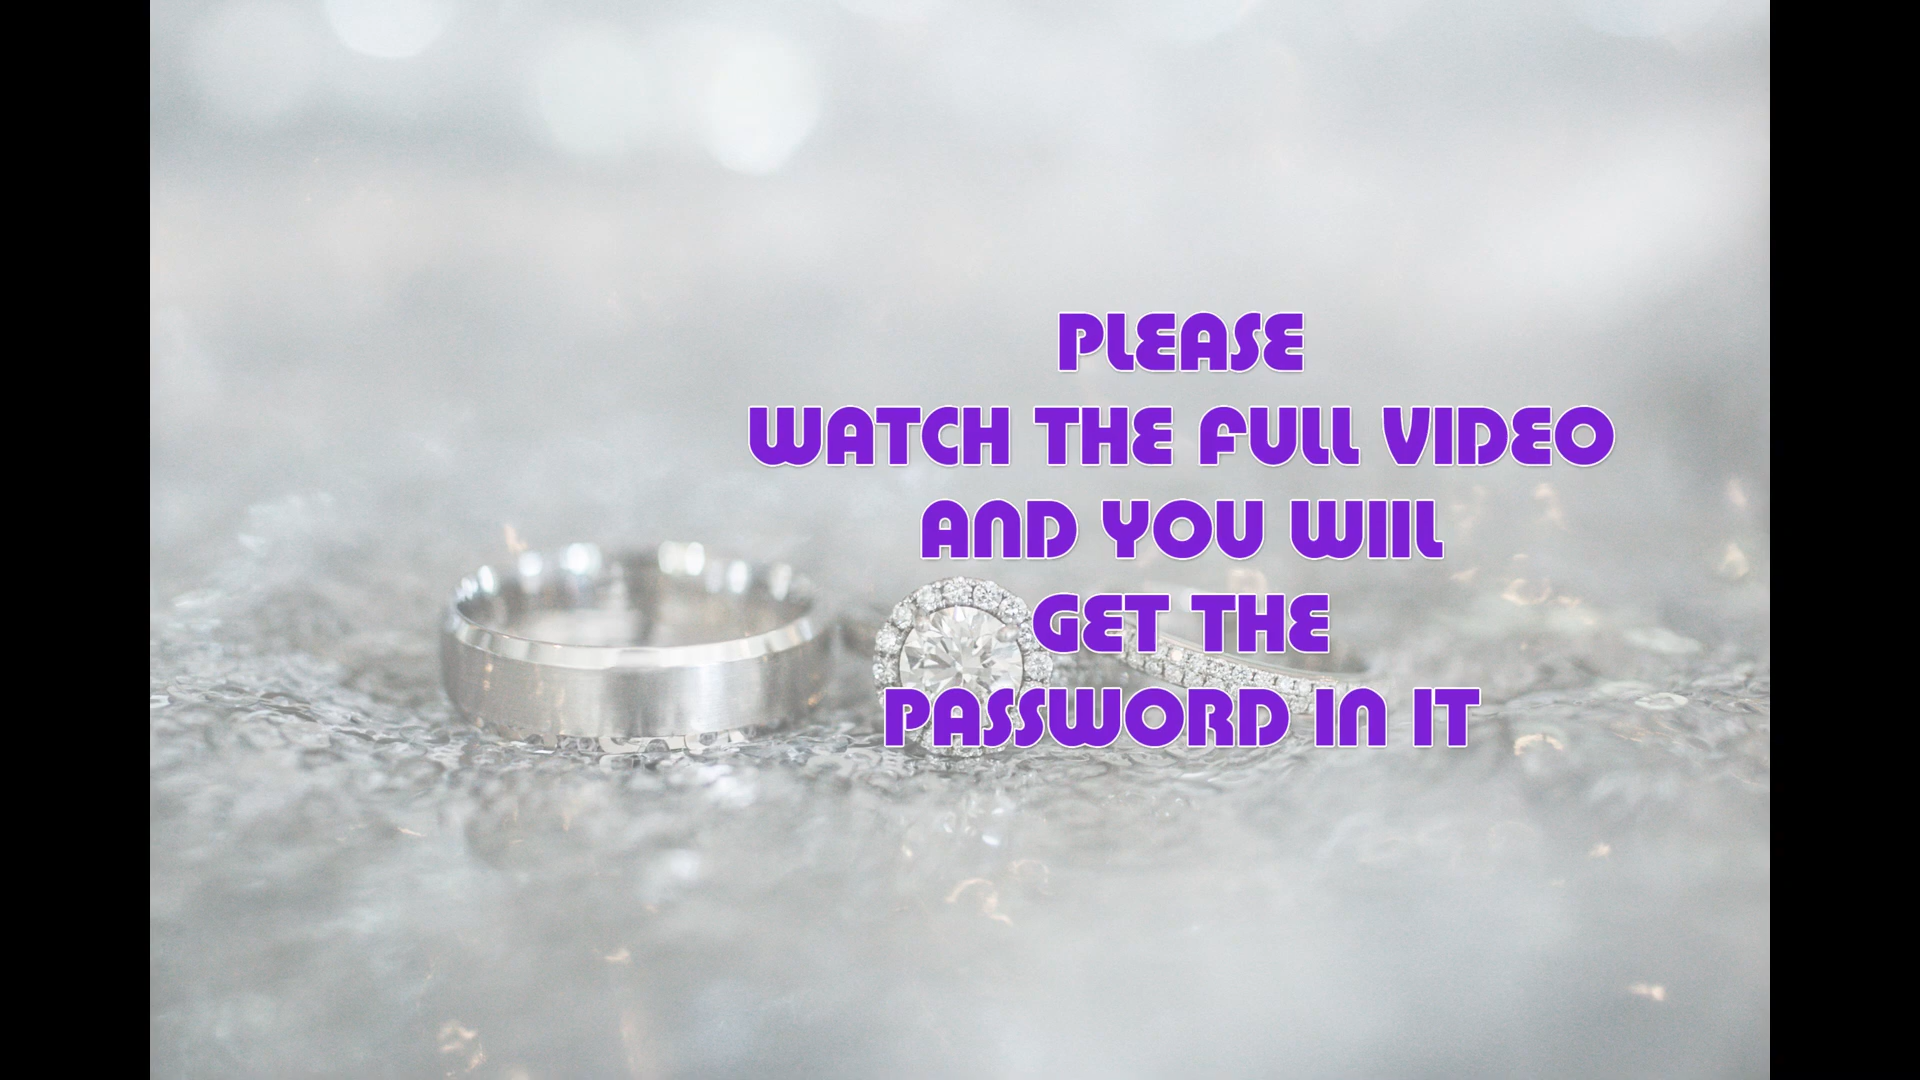 PLEASE
WATCH THE FULL VIDEO
AND YOU WIIL
GET THE
PASSWORD IN IT